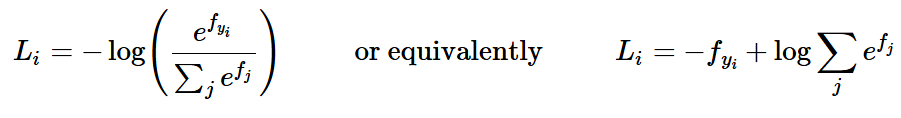 $L_i = -\log\left(\frac{e^{f_{y_i}}}{\sum_j e^{f_j}}\right)$ or equivalently $L_i = -f_{y_i} + \log\sum_j e^{f_j}$